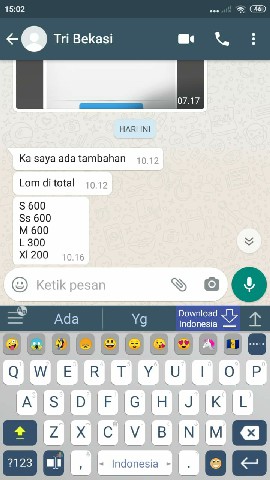 15:02
46
Tri Bekasi
07.17
HARI INI
Ka saya ada tambahan 10.12
Lom di total 10.12
S 600
Ss 600
M 600
L 300
Xl 200 10.16
Ketik pesan
Ada
Yg
Download
Indonesia
Q W E R T Y U I O P
A S D F G H J K L
Z X C V B N M
?123 , Indonesia .